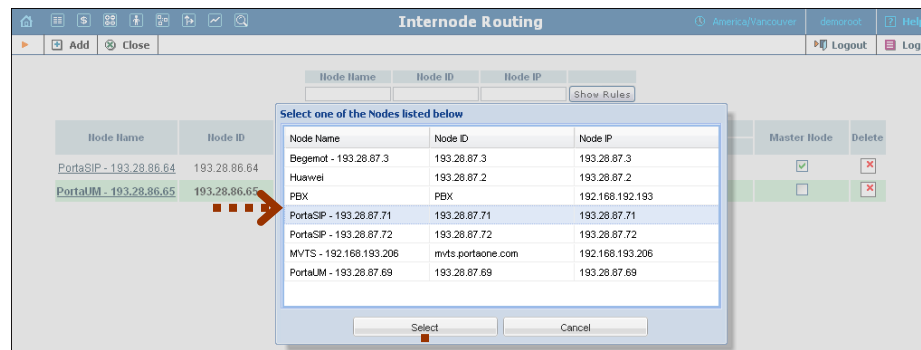 Internode Routing America/Vancouver demoroot ? Help
Add Close Logout Log
Node Name Node ID Node IP
Show Rules
Select one of the Nodes listed below
Node Name Node ID Node IP
Begemot - 193.28.87.3 193.28.87.3 193.28.87.3
Huawei 193.28.87.2 193.28.87.2
PBX PBX 192.168.192.193
PortaSIP - 193.28.87.71 193.28.87.71 193.28.87.71
PortaSIP - 193.28.87.72 193.28.87.72 193.28.87.72
MVTS - 192.168.193.206 mvts.portaone.com 192.168.193.206
PortaUM - 193.28.87.69 193.28.87.69 193.28.87.69
Select Cancel
Node Name Node ID Master Node Delete
PortaSIP - 193.28.86.64 193.28.86.64
PortaUM - 193.28.86.65 193.28.86.65